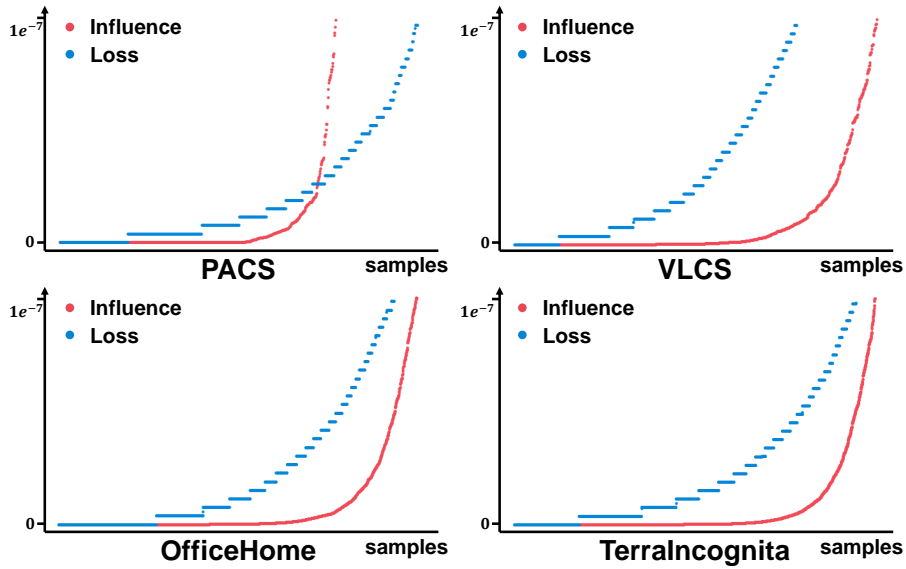 1e⁻⁷
Influence
Loss
0
PACS
samples
1e⁻⁷
Influence
Loss
0
VLCS
samples
1e⁻⁷
Influence
Loss
0
OfficeHome
samples
1e⁻⁷
Influence
Loss
0
TerraIncognita
samples